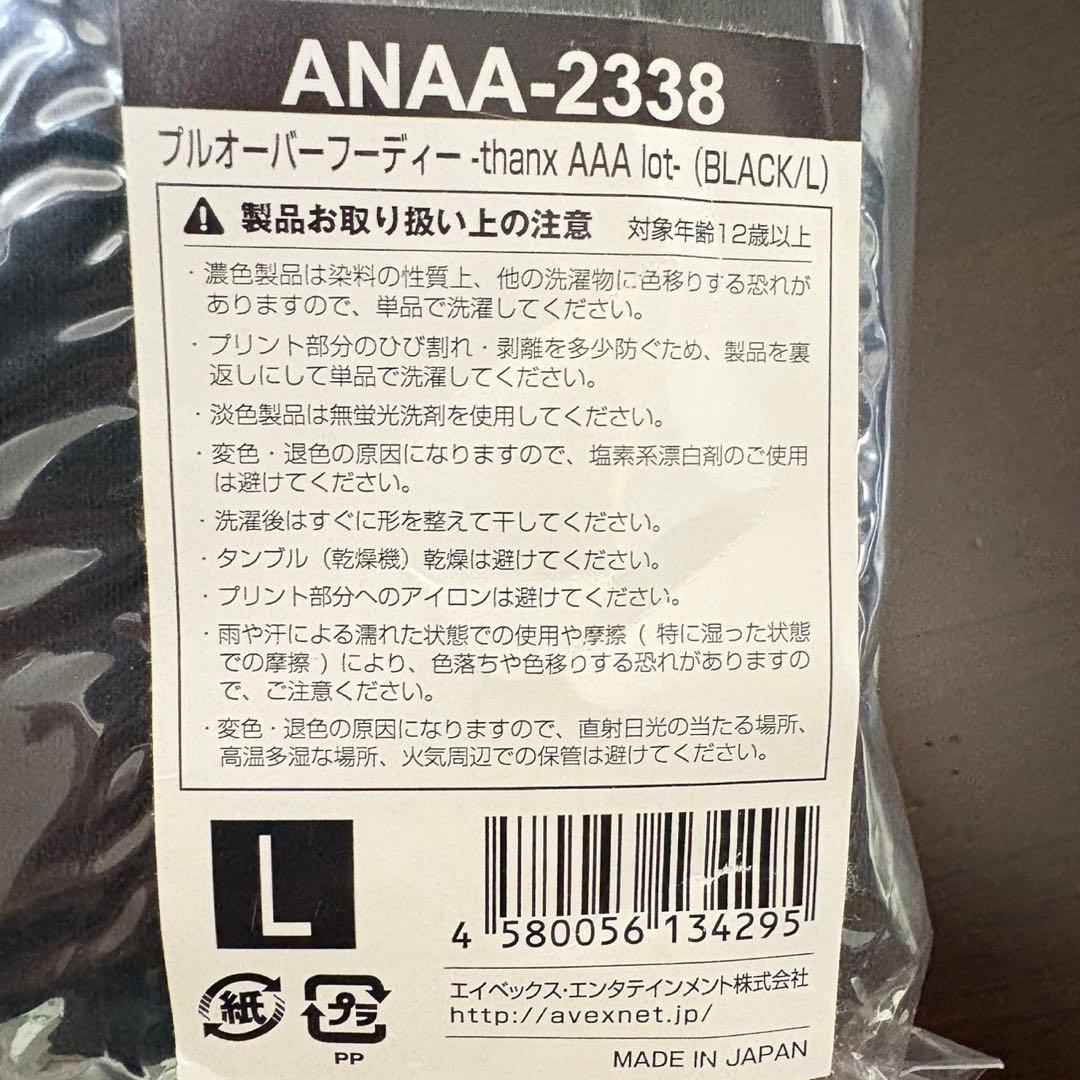 ANAA-2338
プルオーバーフーディー -thanx AAA lot- (BLACK/L)
製品お取り扱い上の注意 対象年齢12歳以上
・濃色製品は染料の性質上、他の洗濯物に色移りする恐れが
ありますので、単品で洗濯してください。
・プリント部分のひび割れ・剥離を多少防ぐため、製品を裏
返しにして単品で洗濯してください。
・淡色製品は無蛍光洗剤を使用してください。
・変色・退色の原因になりますので、塩素系漂白剤のご使用
は避けてください。
・洗濯後はすぐに形を整えて干してください。
・タンブル（乾燥機）乾燥は避けてください。
・プリント部分へのアイロンは避けてください。
・雨や汗による濡れた状態での使用や摩擦（特に湿った状態
での摩擦）により、色落ちや色移りする恐れがありますの
で、ご注意ください。
・変色・退色の原因になりますので、直射日光の当たる場所、
高温多湿な場所、火気周辺での保管は避けてください。
L
4 580056 134295
紙 プラ
PP
エイベックス・エンタテインメント株式会社
http://avexnet.jp/
MADE IN JAPAN